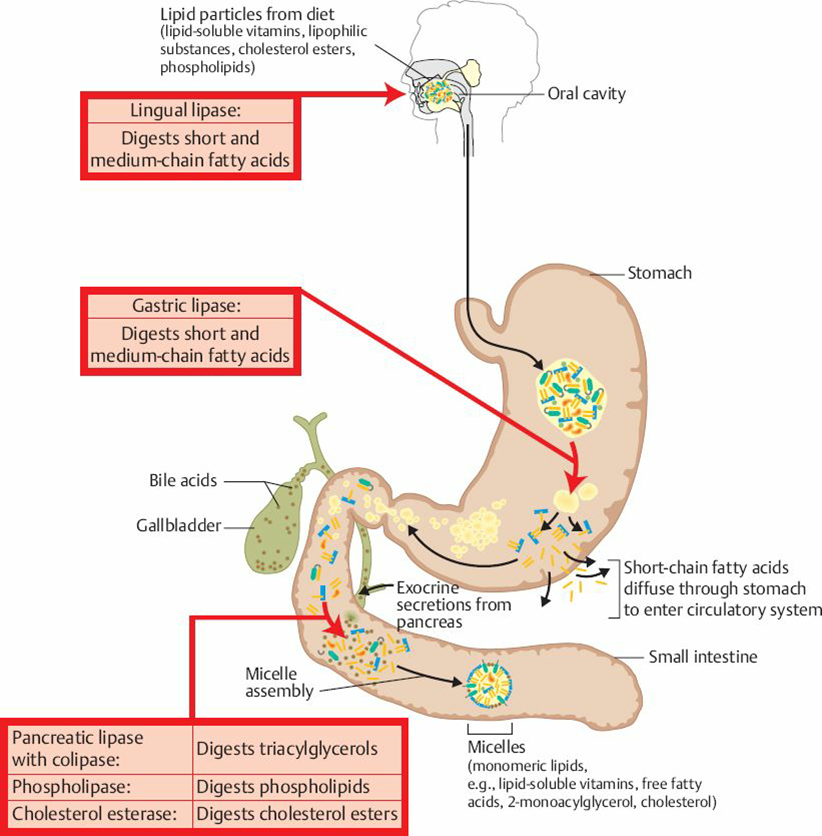 Lipid particles from diet
(lipid-soluble vitamins, lipophilic
substances, cholesterol esters,
phospholipids)
Oral cavity
Lingual lipase:
Digests short and
medium-chain fatty acids
Stomach
Gastric lipase:
Digests short and
medium-chain fatty acids
Bile acids
Gallbladder
Short-chain fatty acids
diffuse through stomach
to enter circulatory system
Exocrine
secretions from
pancreas
Small intestine
Micelle
assembly
Pancreatic lipase
with colipase:
Digests triacylglycerols
Phospholipase:
Digests phospholipids
Cholesterol esterase:
Digests cholesterol esters
Micelles
(monomeric lipids,
e.g., lipid-soluble vitamins, free fatty
acids, 2-monoacylglycerol, cholesterol)